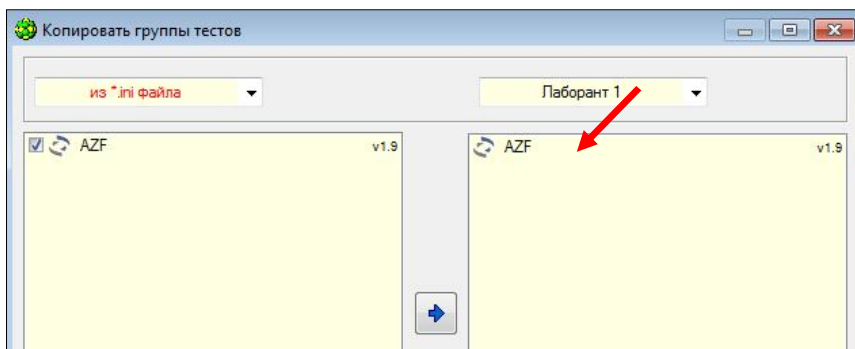 Копировать группы тестов
из *.ini файла
Лаборант 1
AZF v1.9
AZF v1.9